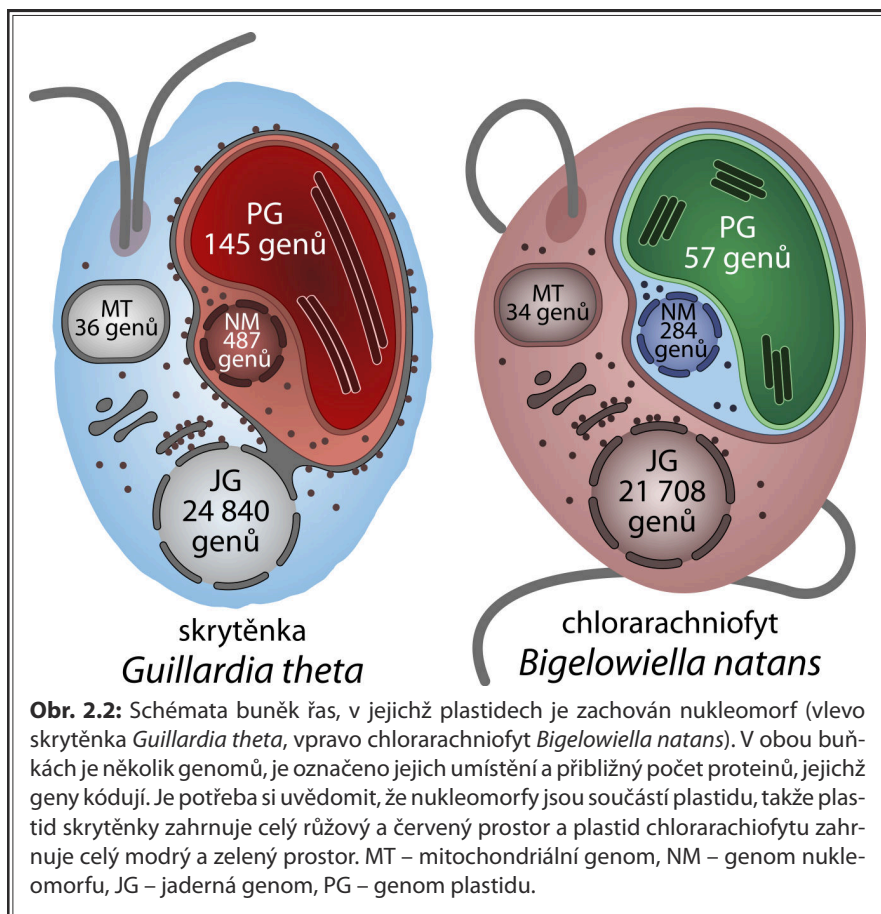 PG
145 genů
MT
36 genů
NM
487
genů
JG
24 840
genů
skrytěnka
Guillardia theta
PG
57 genů
MT
34 genů
NM
284
genů
JG
21 708
genů
chlorarachniofyt
Bigelowiella natans
Obr. 2.2: Schémata buněk řas, v jejichž plastidech je zachován nukleomorf (vlevo
skrytěnka Guillardia theta, vpravo chlorarachniofyt Bigelowiella natans). V obou buň-
kách je několik genomů, je označeno jejich umístění a přibližný počet proteinů, jejichž
geny kódují. Je potřeba si uvědomit, že nukleomorfy jsou součástí plastidu, takže plas-
tid skrytěnky zahrnuje celý růžový a červený prostor a plastid chlorarachiofytu zahr-
nuje celý modrý a zelený prostor. MT – mitochondriální genom, NM – genom nukle-
omorfu, JG – jaderná genom, PG – genom plastidu.